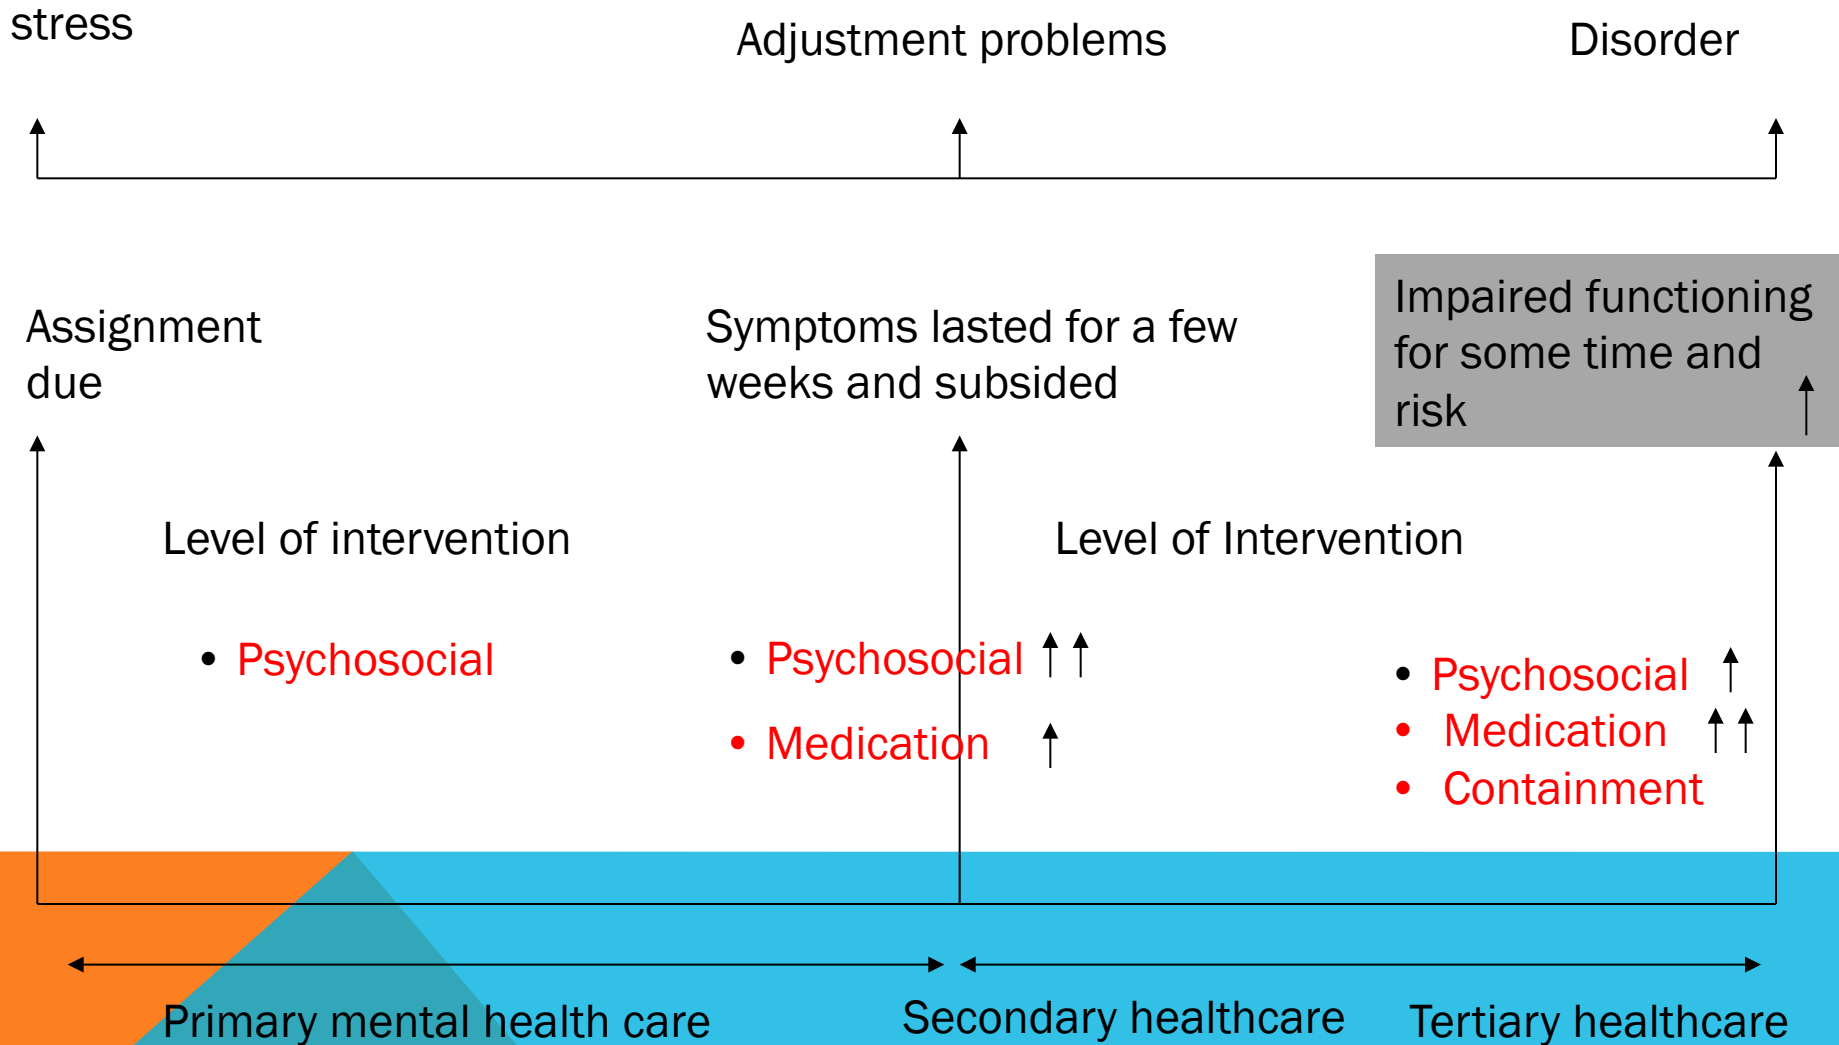 stress
Adjustment problems
Disorder
Assignment
due
Symptoms lasted for a few
weeks and subsided
Impaired functioning
for some time and
risk
Level of intervention
Level of Intervention
• Psychosocial
• Psychosocial
• Medication
• Psychosocial
• Medication
• Containment
Primary mental health care
Secondary healthcare
Tertiary healthcare